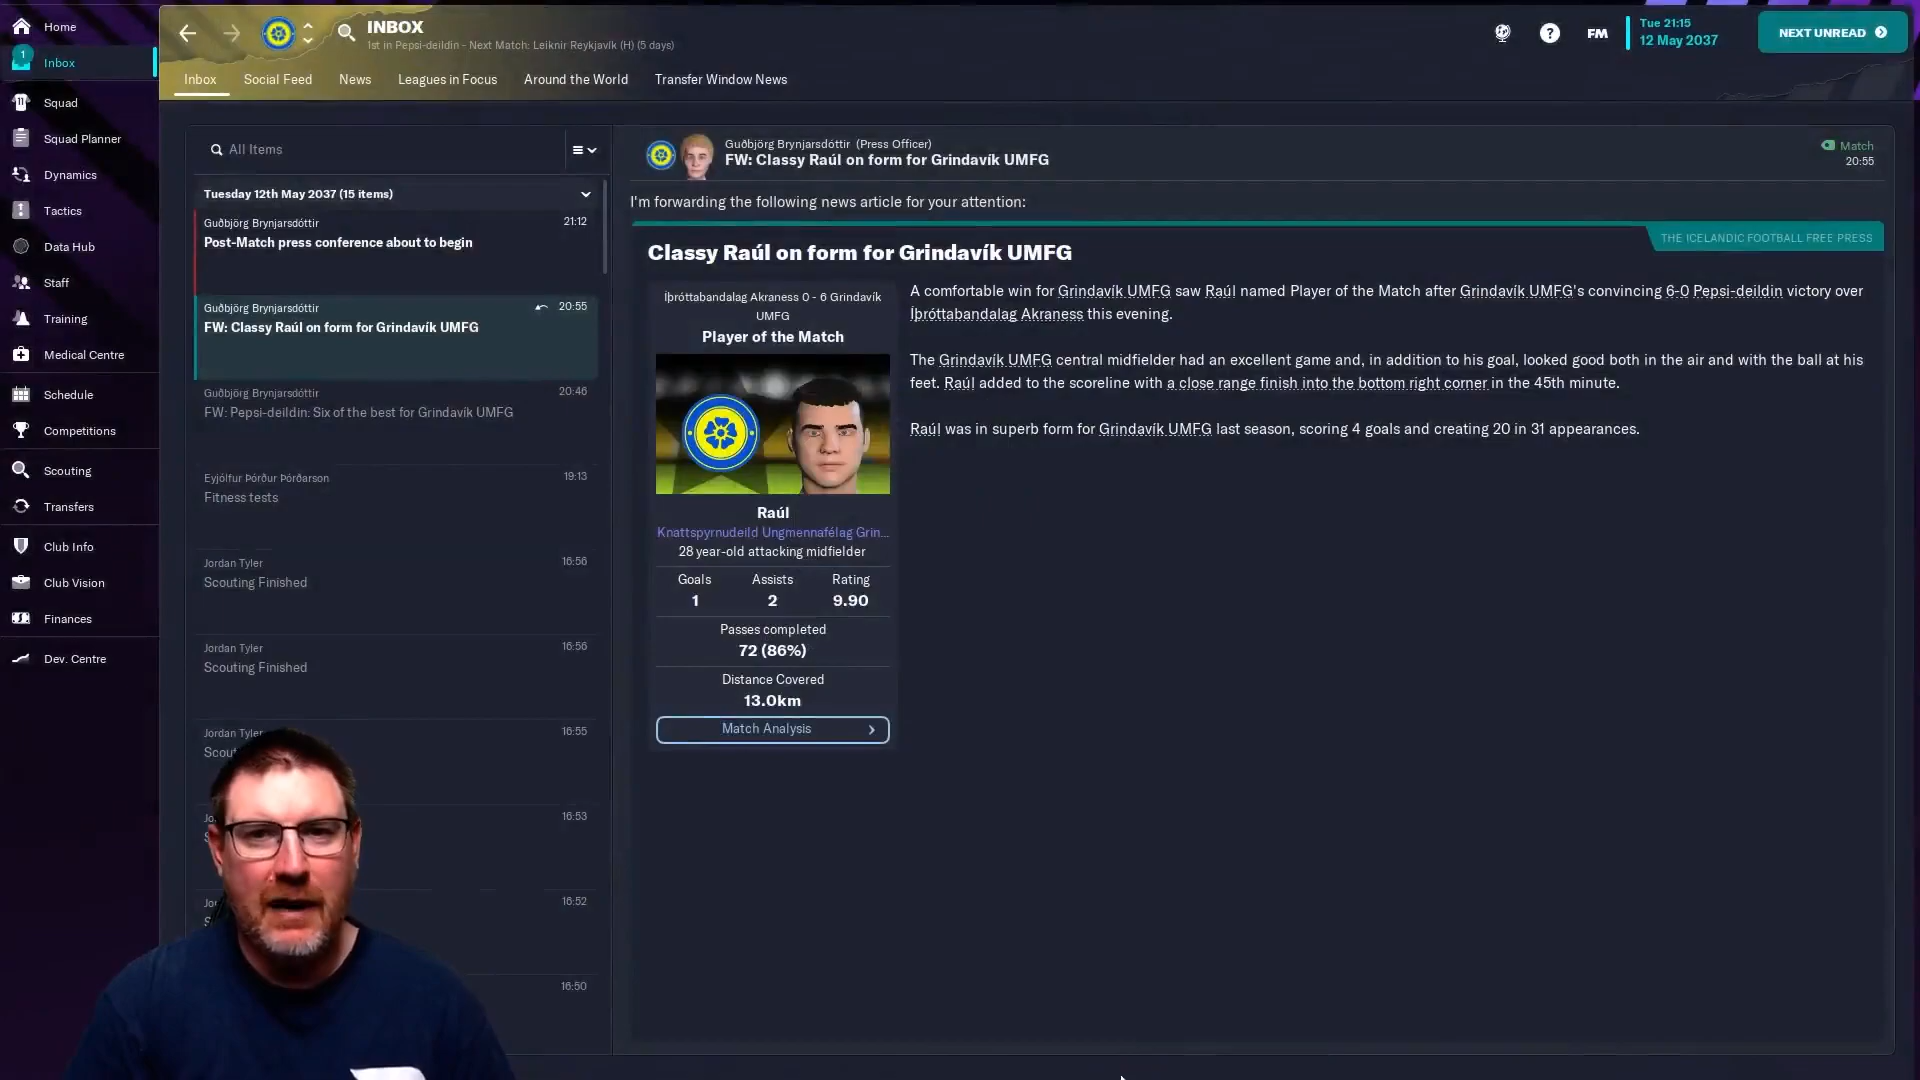 Home
1
Inbox
Squad
Squad Planner
Dynamics
Tactics
Data Hub
Staff
Training
Medical Centre
Schedule
Competitions
Scouting
Transfers
Club Info
Club Vision
Finances
Dev. Centre
INBOX
1st in Pepsi-deildin - Next Match: Leiknir Reykjavík (H) (5 days)
FM
Tue 21:15
12 May 2037
NEXT UNREAD
Inbox
Social Feed
News
Leagues in Focus
Around the World
Transfer Window News
All Items
Tuesday 12th May 2037 (15 items)
Guðbjörg Brynjarsdóttir
21:12
Post-Match press conference about to begin
Guðbjörg Brynjarsdóttir
20:55
FW: Classy Raúl on form for Grindavík UMFG
Guðbjörg Brynjarsdóttir
20:46
FW: Pepsi-deildin: Six of the best for Grindavík UMFG
Eyjólfur Þórður Þórðarson
19:13
Fitness tests
Jordan Tyler
16:56
Scouting Finished
Jordan Tyler
16:56
Scouting Finished
Jordan Tyler
16:55
16:53
16:52
16:50
Guðbjörg Brynjarsdóttir (Press Officer)
FW: Classy Raúl on form for Grindavík UMFG
Match
20:55
I'm forwarding the following news article for your attention:
THE ICELANDIC FOOTBALL FREE PRESS
Classy Raúl on form for Grindavík UMFG
Íþróttabandalag Akraness 0 - 6 Grindavík
UMFG
Player of the Match
Raúl
Knattspyrnudeild Ungmennafélag Grin...
28 year-old attacking midfielder
Goals Assists Rating
1 2 9.90
Passes completed
72 (86%)
Distance Covered
13.0km
Match Analysis
A comfortable win for Grindavík UMFG saw Raúl named Player of the Match after Grindavík UMFG's convincing 6-0 Pepsi-deildin victory over
Íþróttabandalag Akraness this evening.
The Grindavík UMFG central midfielder had an excellent game and, in addition to his goal, looked good both in the air and with the ball at his
feet. Raúl added to the scoreline with a close range finish into the bottom right corner in the 45th minute.
Raúl was in superb form for Grindavík UMFG last season, scoring 4 goals and creating 20 in 31 appearances.